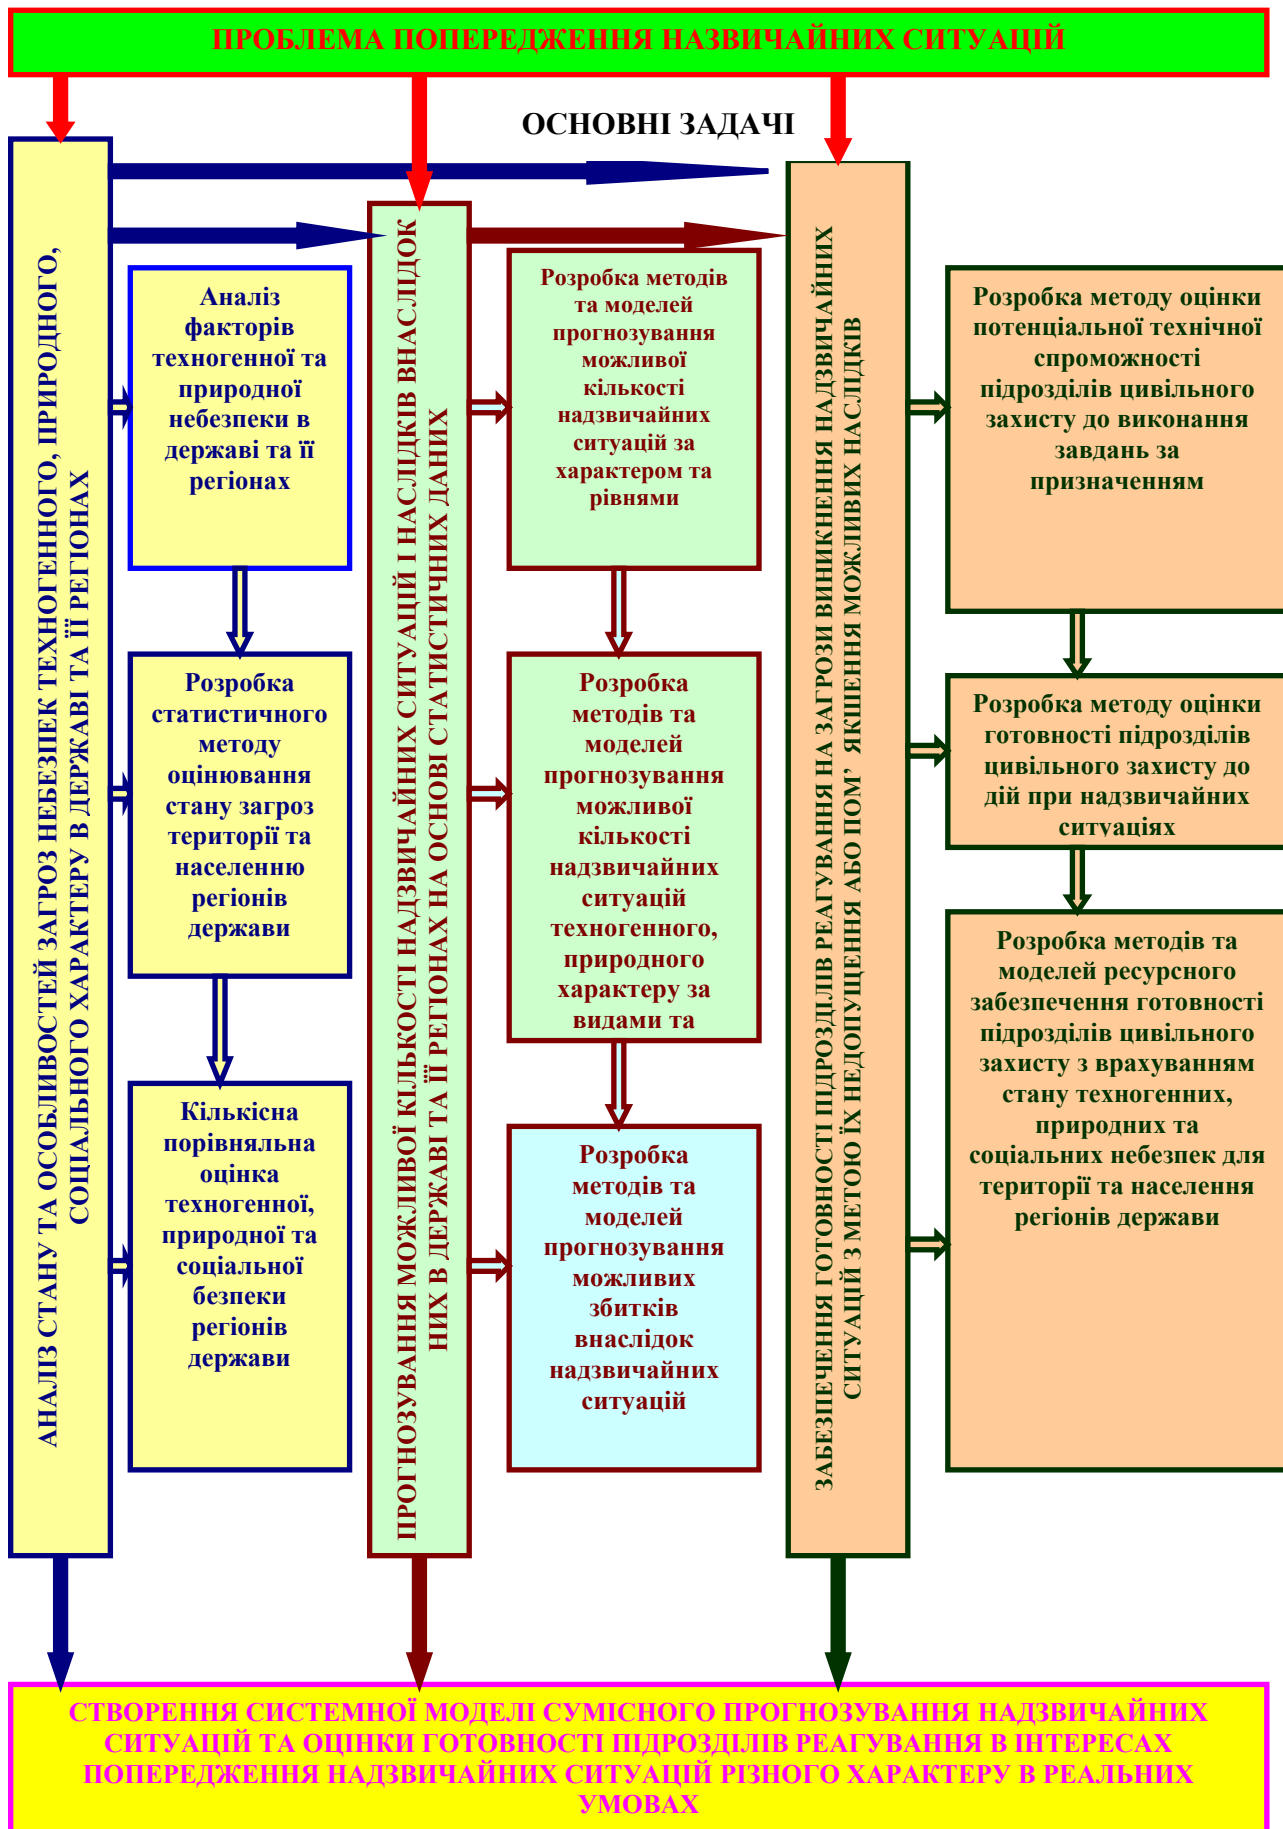 ПРОБЛЕМА ПОПЕРЕДЖЕННЯ НАЗВИЧАЙНИХ СИТУАЦІЙ
ОСНОВНІ ЗАДАЧІ
АНАЛІЗ СТАНУ ТА ОСОБЛИВОСТЕЙ ЗАГРОЗ НЕБЕЗПЕК ТЕХНОГЕННОГО, ПРИРОДНОГО,
СОЦІАЛЬНОГО ХАРАКТЕРУ В ДЕРЖАВІ ТА ЇЇ РЕГІОНАХ
Аналіз
факторів
техногенної та
природної
небезпеки в
державі та її
регіонах
Розробка
статистичного
методу
оцінювання
стану загроз
території та
населенню
регіонів
держави
Кількісна
порівняльна
оцінка
техногенної,
природної та
соціальної
безпеки
регіонів
держави
ПРОГНОЗУВАННЯ МОЖЛИВОЇ КІЛЬКОСТІ НАДЗВИЧАЙНИХ СИТУАЦІЙ І НАСЛІДКІВ ВНАСЛІДОК
НИХ В ДЕРЖАВІ ТА ЇЇ РЕГІОНАХ НА ОСНОВІ СТАТИСТИЧНИХ ДАНИХ
Розробка методів
та моделей
прогнозування
можливої
кількості
надзвичайних
ситуацій за
характером та
рівнями
Розробка
методів та
моделей
прогнозування
можливої
кількості
надзвичайних
ситуацій
техногенного,
природного
характеру за
видами та
Розробка
методів та
моделей
прогнозування
можливих
збитків
внаслідок
надзвичайних
ситуацій
ЗАБЕЗПЕЧЕННЯ ГОТОВНОСТІ ПІДРОЗДІЛІВ РЕАГУВАННЯ НА ЗАГРОЗИ ВИНИКНЕННЯ НАДЗВИЧАЙНИХ
СИТУАЦІЙ З МЕТОЮ ЇХ НЕДОПУЩЕННЯ АБО ПОМ’ ЯКШЕННЯ МОЖЛИВИХ НАСЛІДКІВ
Розробка методу оцінки
потенціальної технічної
спроможності
підрозділів цивільного
захисту до виконання
завдань за
призначенням
Розробка методу оцінки
готовності підрозділів
цивільного захисту до
дій при надзвичайних
ситуаціях
Розробка методів та
моделей ресурсного
забезпечення готовності
підрозділів цивільного
захисту з врахуванням
стану техногенних,
природних та
соціальних небезпек для
території та населення
регіонів держави
СТВОРЕННЯ СИСТЕМНОЇ МОДЕЛІ СУМІСНОГО ПРОГНОЗУВАННЯ НАДЗВИЧАЙНИХ
СИТУАЦІЙ ТА ОЦІНКИ ГОТОВНОСТІ ПІДРОЗДІЛІВ РЕАГУВАННЯ В ІНТЕРЕСАХ
ПОПЕРЕДЖЕННЯ НАДЗВИЧАЙНИХ СИТУАЦІЙ РІЗНОГО ХАРАКТЕРУ В РЕАЛЬНИХ
УМОВАХ